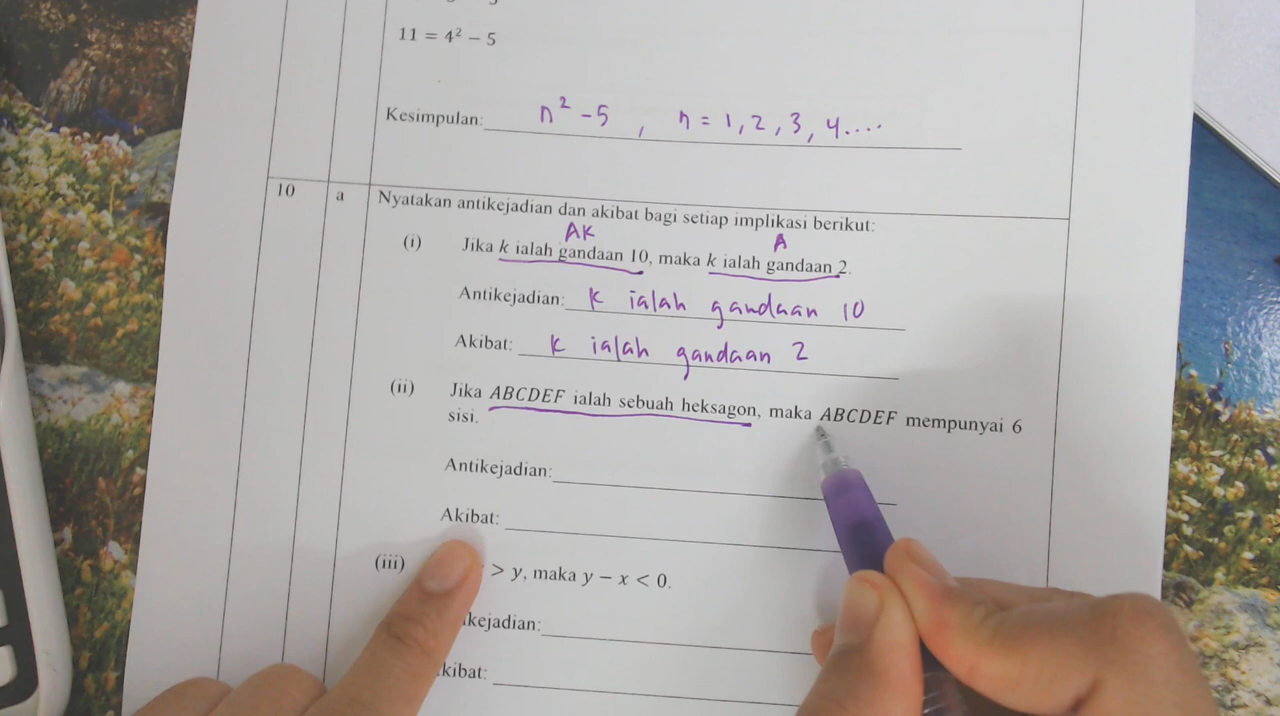 11 = 4² − 5
Kesimpulan: n² - 5 , n = 1, 2, 3, 4....
10 a Nyatakan antikejadian dan akibat bagi setiap implikasi berikut:
AK A
(i) Jika k ialah gandaan 10, maka k ialah gandaan 2.
Antikejadian: k ialah gandaan 10
Akibat: k ialah gandaan 2
(ii) Jika ABCDEF ialah sebuah heksagon, maka ABCDEF mempunyai 6
sisi.
Antikejadian:
Akibat:
(iii) > y, maka y − x < 0.
kejadian:
kibat: